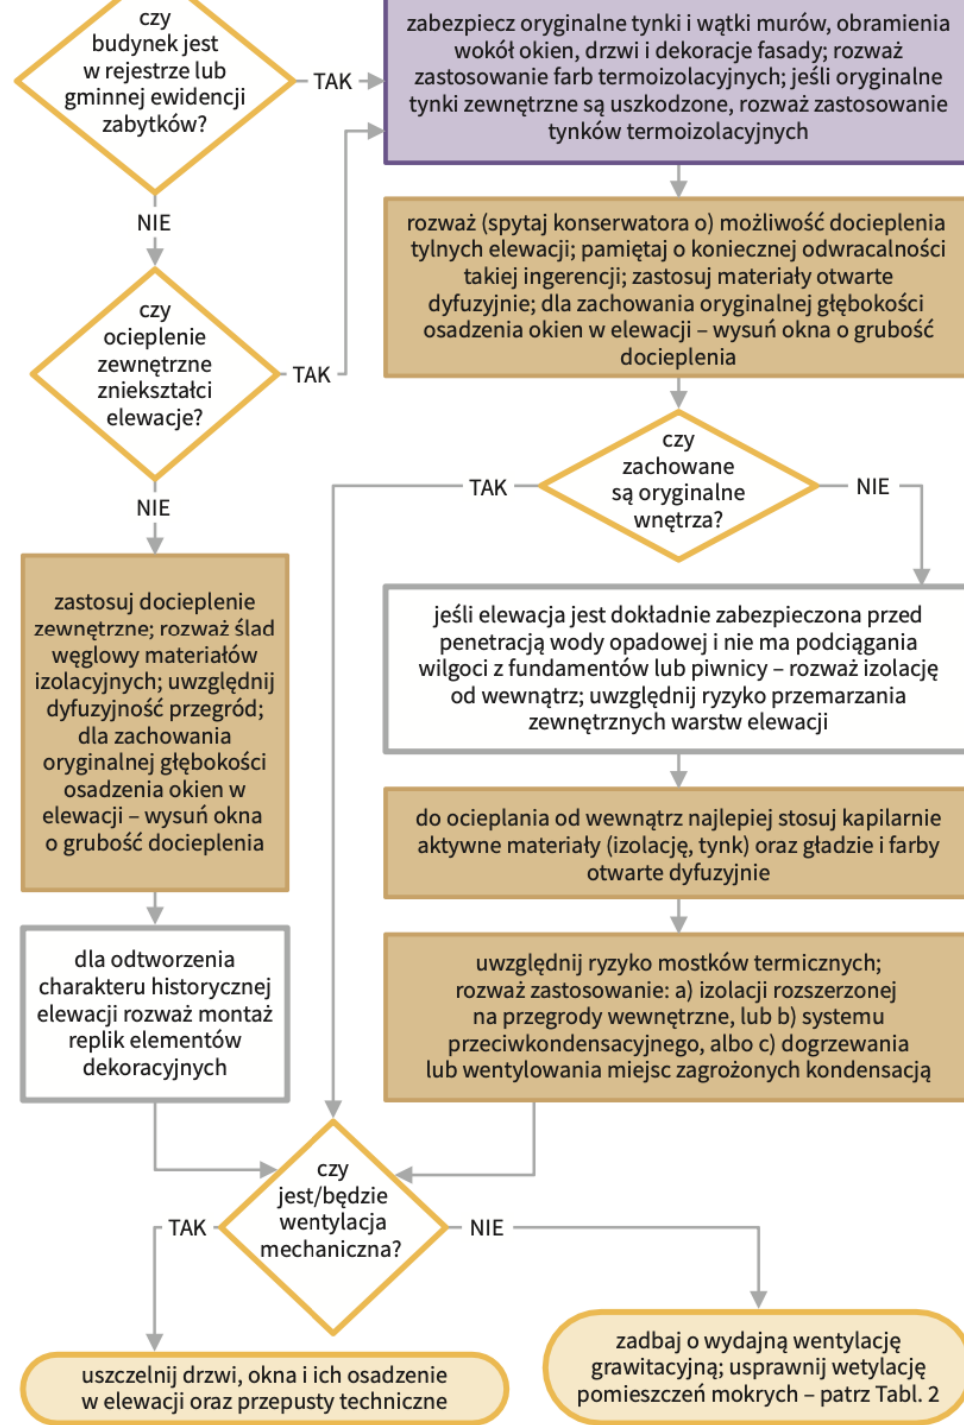 czy
budynek jest
w rejestrze lub
gminnej ewidencji
zabytków?
TAK
zabezpiecz oryginalne tynki i wątki murów, obramienia
wokół okien, drzwi i dekoracje fasady; rozważ
zastosowanie farb termoizolacyjnych; jeśli oryginalne
tynki zewnętrzne są uszkodzone, rozważ zastosowanie
tynków termoizolacyjnych
NIE
rozważ (spytaj konserwatora o) możliwość docieplenia
tylnych elewacji; pamiętaj o koniecznej odwracalności
takiej ingerencji; zastosuj materiały otwarte
dyfuzyjnie; dla zachowania oryginalnej głębokości
osadzenia okien w elewacji – wysuń okna o grubość
docieplenia
czy
ocieplenie
zewnętrzne
zniekształci
elewacje?
TAK
NIE
czy
zachowane
są oryginalne
wnętrza?
TAK
NIE
zastosuj docieplenie
zewnętrzne; rozważ ślad
węglowy materiałów
izolacyjnych; uwzględnij
dyfuzyjność przegród;
dla zachowania
oryginalnej głębokości
osadzenia okien w
elewacji – wysuń okna
o grubość docieplenia
jeśli elewacja jest dokładnie zabezpieczona przed
penetracją wody opadowej i nie ma podciągania
wilgoci z fundamentów lub piwnicy – rozważ izolację
od wewnątrz; uwzględnij ryzyko przemarzania
zewnętrznych warstw elewacji
do ocieplania od wewnątrz najlepiej stosuj kapilarnie
aktywne materiały (izolację, tynk) oraz gładzie i farby
otwarte dyfuzyjnie
dla odtworzenia
charakteru historycznej
elewacji rozważ montaż
replik elementów
dekoracyjnych
uwzględnij ryzyko mostków termicznych;
rozważ zastosowanie: a) izolacji rozszerzonej
na przegrody wewnętrzne, lub b) systemu
przeciwkondensacyjnego, albo c) dogrzewania
lub wentylowania miejsc zagrożonych kondensacją
czy
jest/będzie
wentylacja
mechaniczna?
TAK
NIE
uszczelnij drzwi, okna i ich osadzenie
w elewacji oraz przepusty techniczne
zadbaj o wydajną wentylację
grawitacyjną; usprawnij wetylację
pomieszczeń mokrych – patrz Tabl. 2